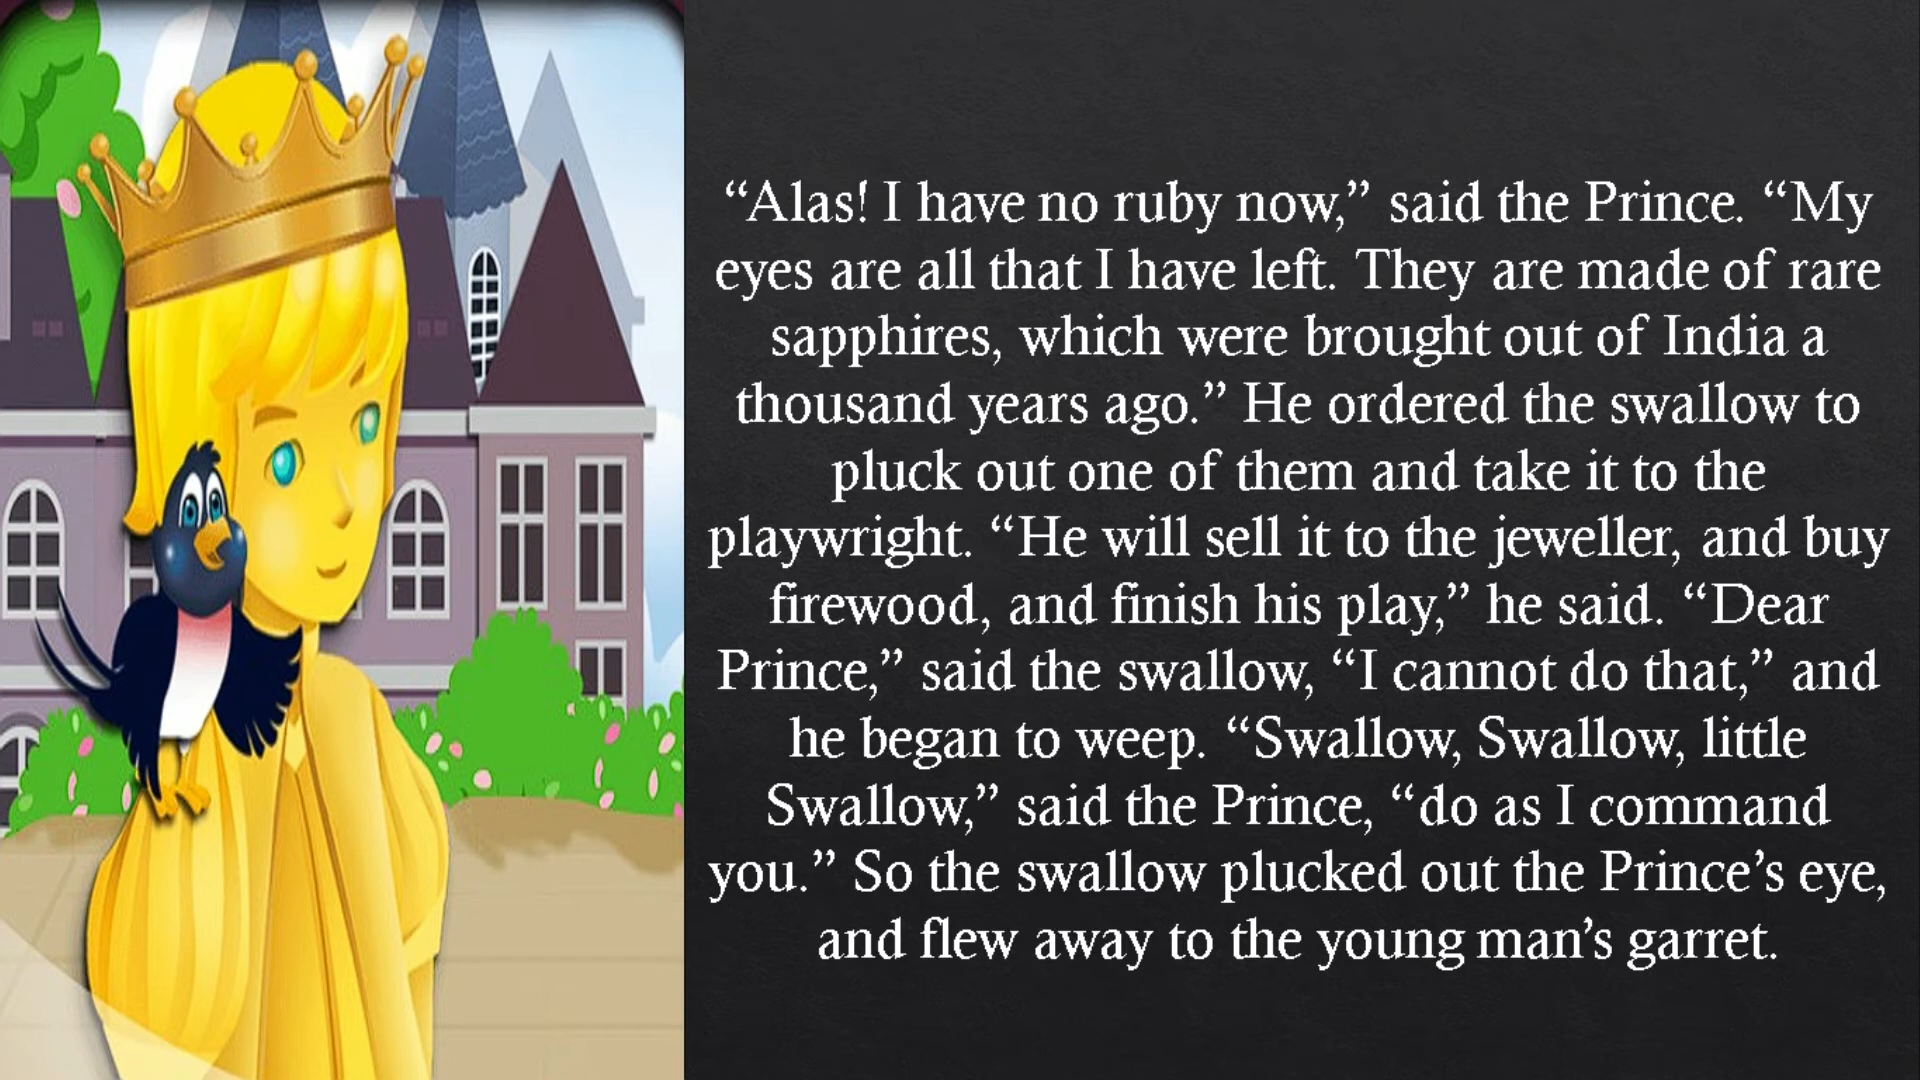 “Alas! I have no ruby now,” said the Prince. “My
eyes are all that I have left. They are made of rare
sapphires, which were brought out of India a
thousand years ago.” He ordered the swallow to
pluck out one of them and take it to the
playwright. “He will sell it to the jeweller, and buy
firewood, and finish his play,” he said. “Dear
Prince,” said the swallow, “I cannot do that,” and
he began to weep. “Swallow, Swallow, little
Swallow,” said the Prince, “do as I command
you.” So the swallow plucked out the Prince’s eye,
and flew away to the young man’s garret.